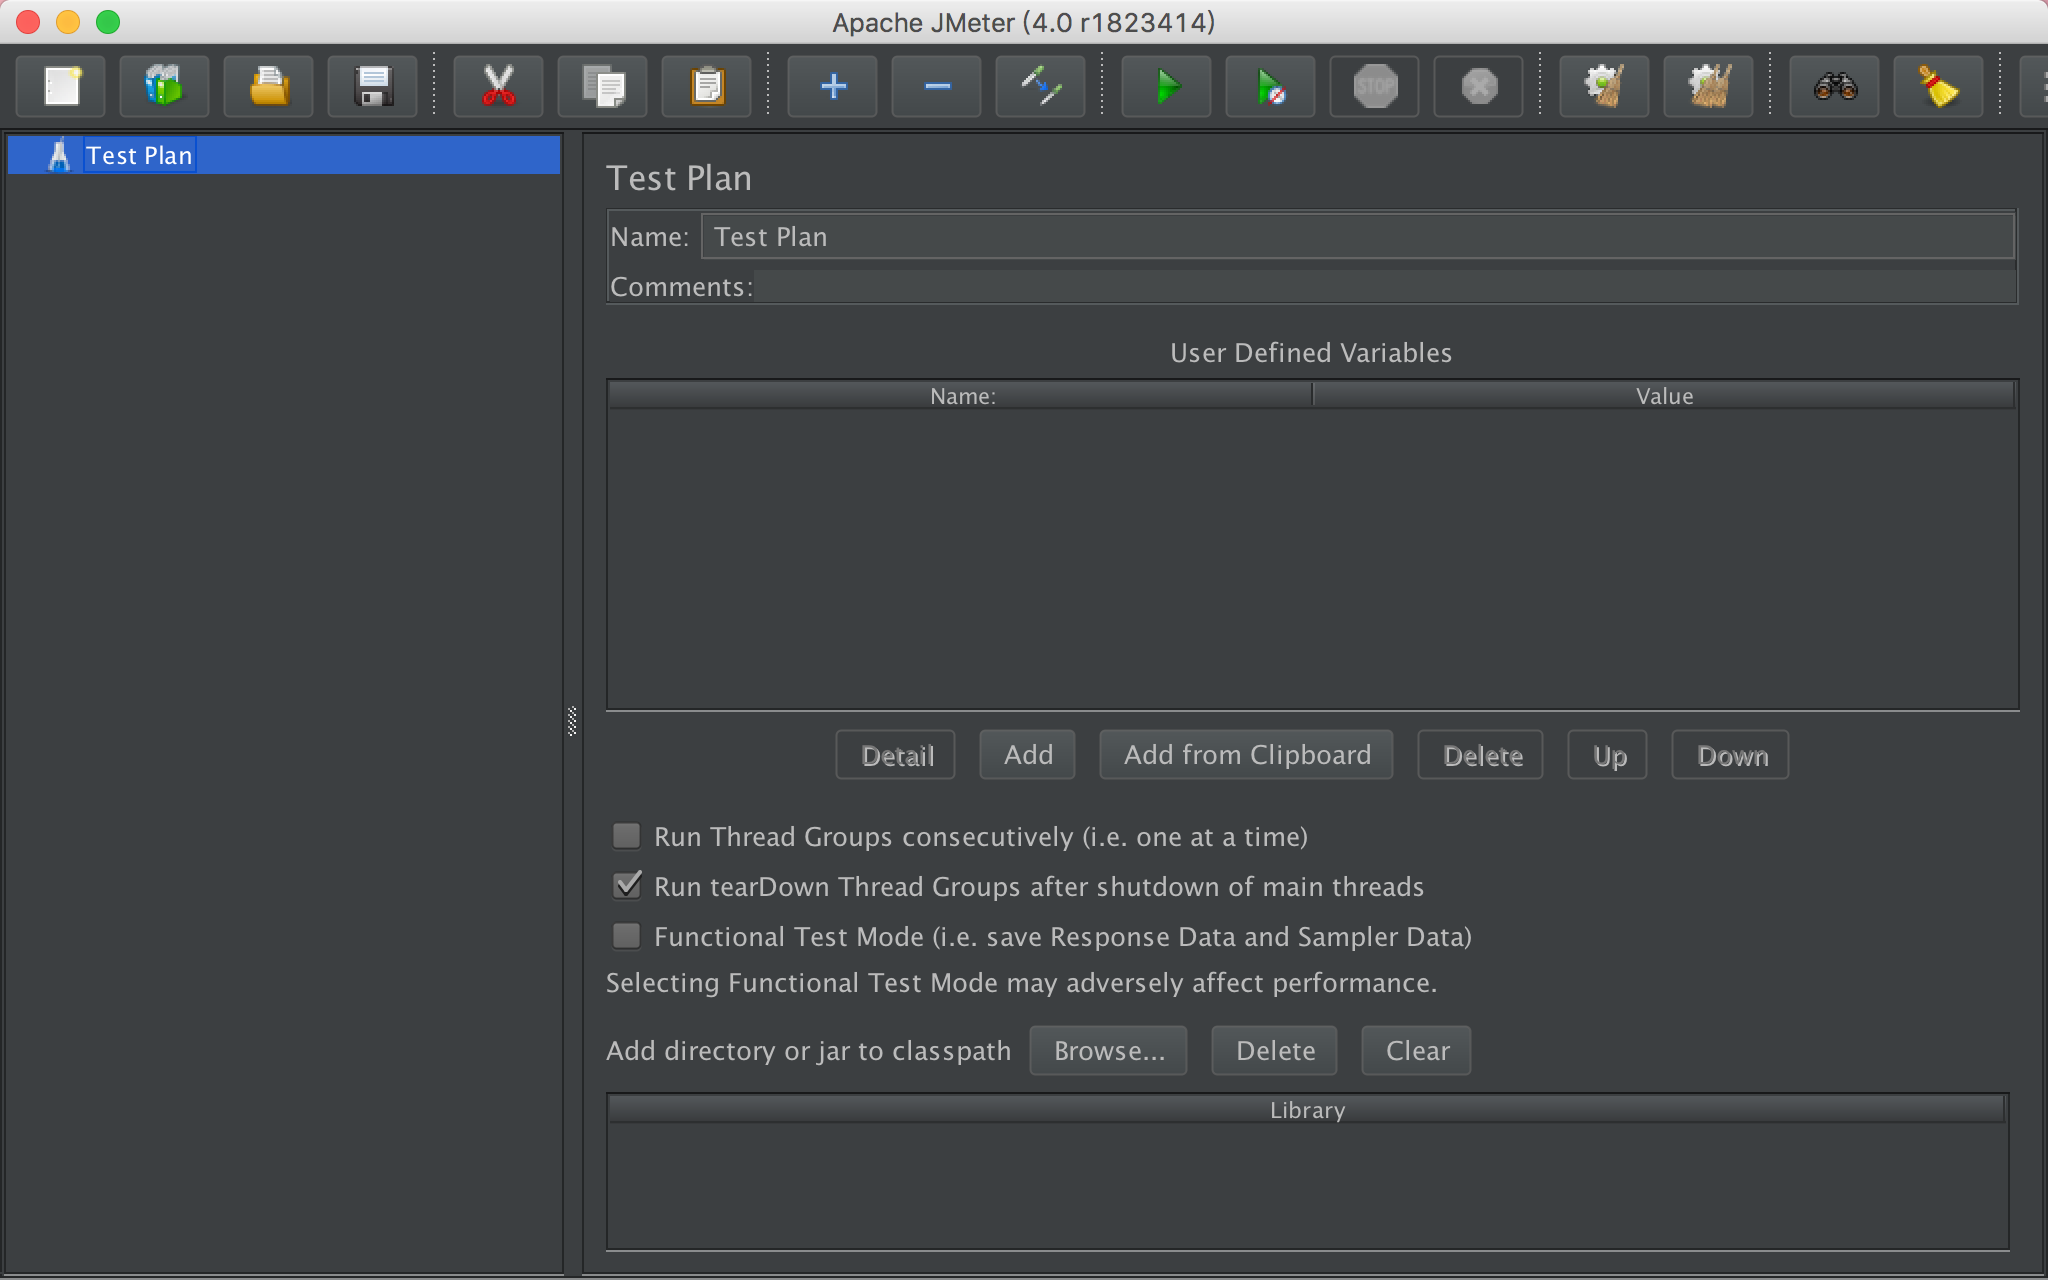 Apache JMeter (4.0 r1823414)
STOP
Test Plan
Test Plan
Name: Test Plan
Comments:
User Defined Variables
Name: Value
Detail Add Add from Clipboard Delete Up Down
Run Thread Groups consecutively (i.e. one at a time)
Run tearDown Thread Groups after shutdown of main threads
Functional Test Mode (i.e. save Response Data and Sampler Data)
Selecting Functional Test Mode may adversely affect performance.
Add directory or jar to classpath Browse... Delete Clear
Library